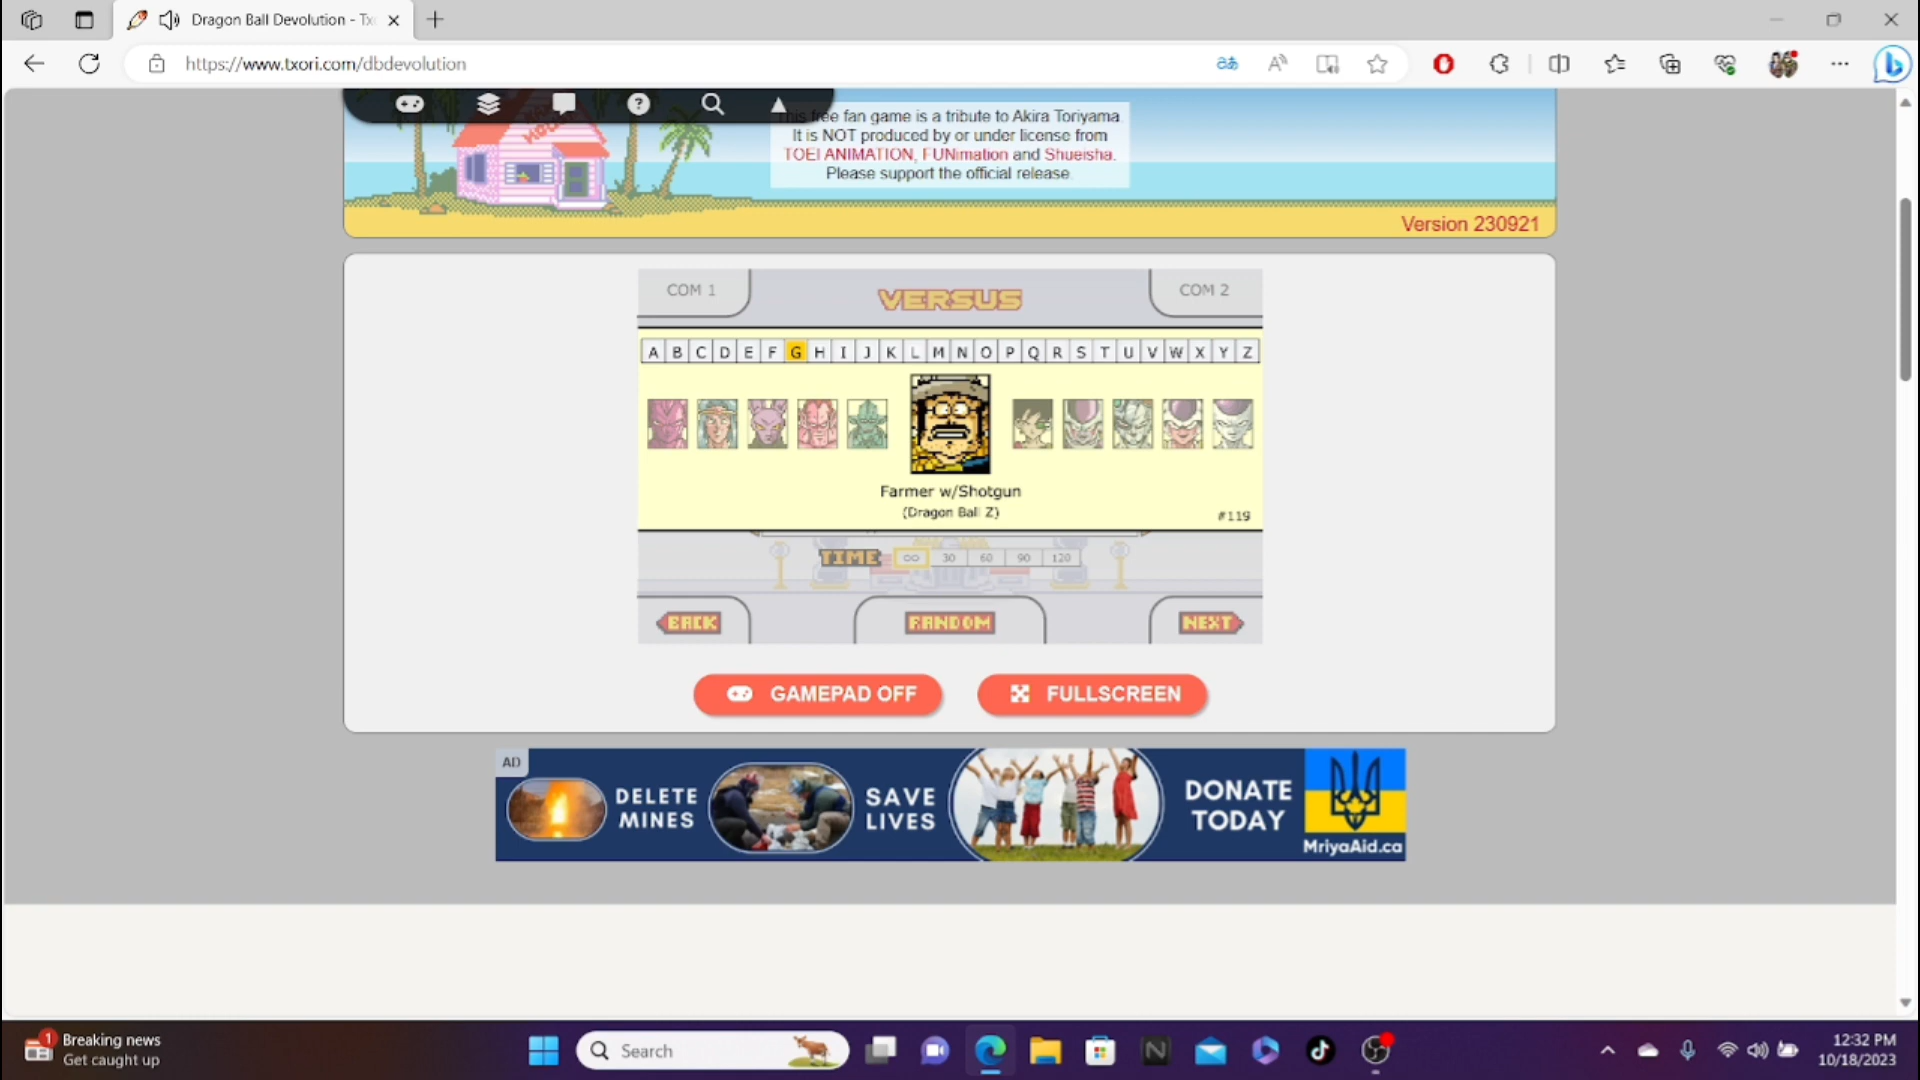 Dragon Ball Devolution - Tx
https://www.txori.com/dbdevolution
This free fan game is a tribute to Akira Toriyama.
It is NOT produced by or under license from
TOEI ANIMATION, FUNimation and Shueisha.
Please support the official release.
Version 230921
COM 1
VERSUS
COM 2
A B C D E F G H I J K L M N O P Q R S T U V W X Y Z
Farmer w/Shotgun
(Dragon Ball Z)
#119
TIME ∞ 30 60 90 120
BACK
RANDOM
NEXT
GAMEPAD OFF
FULLSCREEN
AD
DELETE
MINES
SAVE
LIVES
DONATE
TODAY
MriyaAid.ca
1
Breaking news
Get caught up
Search
12:32 PM
10/18/2023